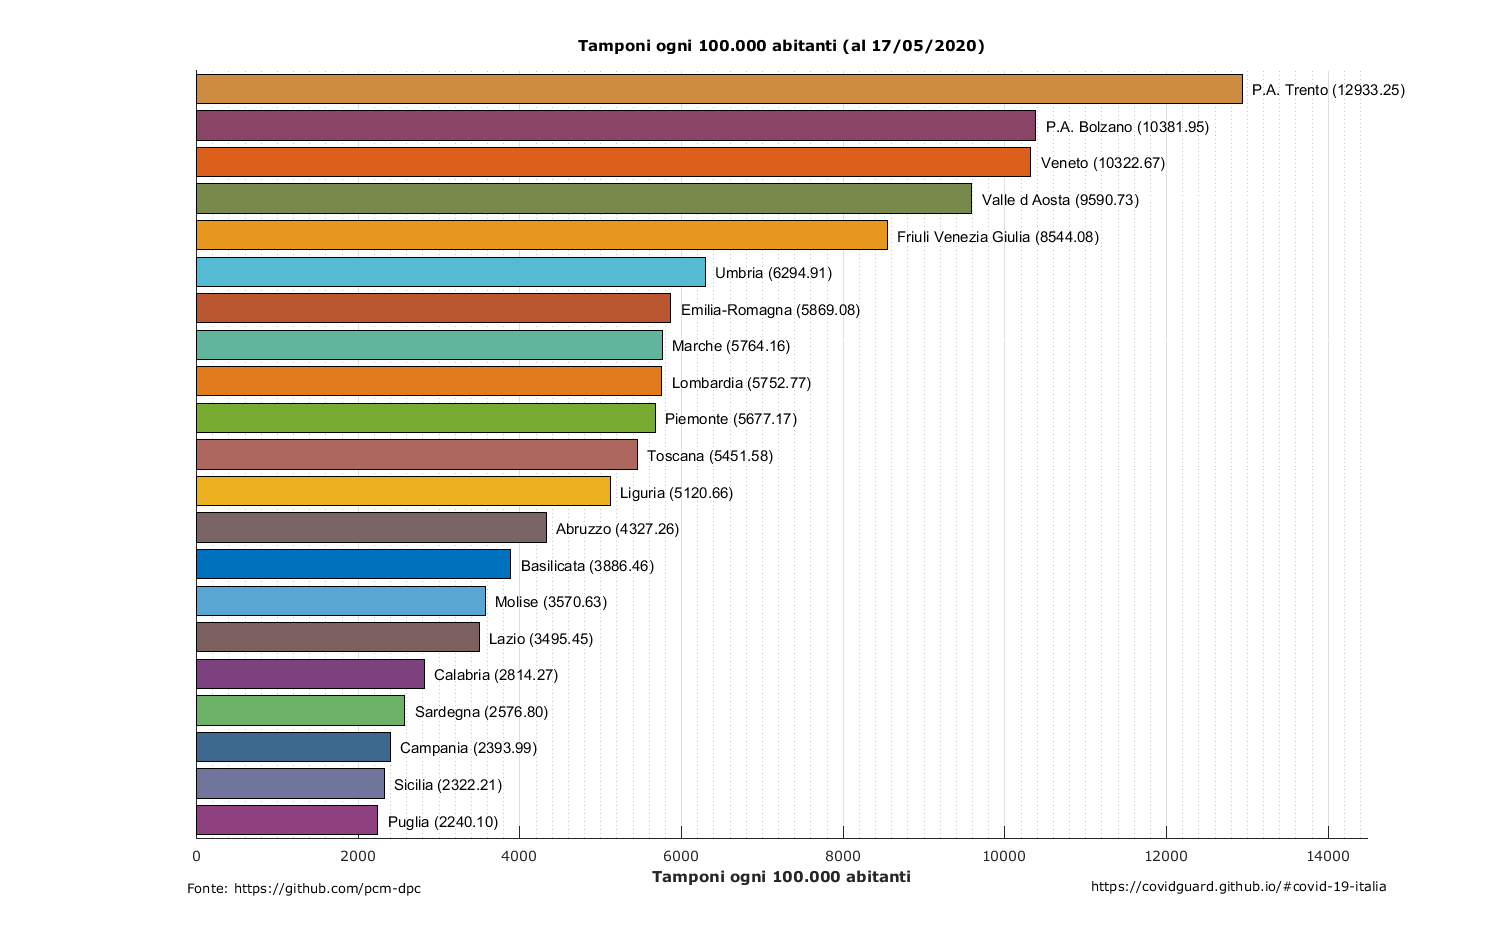 Tamponi ogni 100.000 abitanti (al 17/05/2020)
P.A. Trento (12933.25)
P.A. Bolzano (10381.95)
Veneto (10322.67)
Valle d Aosta (9590.73)
Friuli Venezia Giulia (8544.08)
Umbria (6294.91)
Emilia-Romagna (5869.08)
Marche (5764.16)
Lombardia (5752.77)
Piemonte (5677.17)
Toscana (5451.58)
Liguria (5120.66)
Abruzzo (4327.26)
Basilicata (3886.46)
Molise (3570.63)
Lazio (3495.45)
Calabria (2814.27)
Sardegna (2576.80)
Campania (2393.99)
Sicilia (2322.21)
Puglia (2240.10)
0 2000 4000 6000 8000 10000 12000 14000
Tamponi ogni 100.000 abitanti
Fonte: https://github.com/pcm-dpc
https://covidguard.github.io/#covid-19-italia